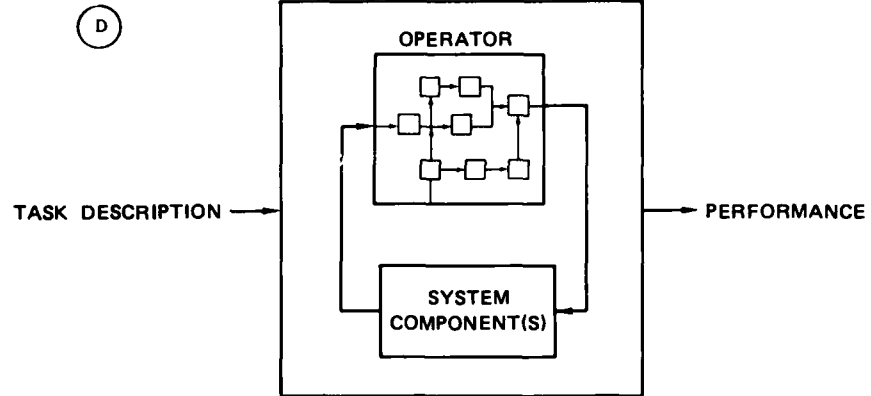 D
OPERATOR
TASK DESCRIPTION
PERFORMANCE
SYSTEM
COMPONENT(S)